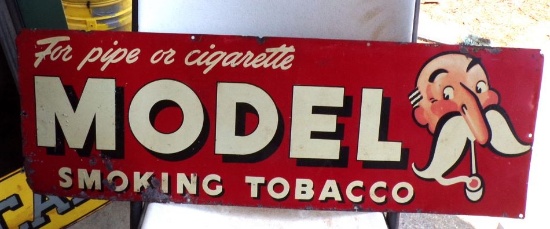 For pipe or cigarette
MODEL
SMOKING TOBACCO